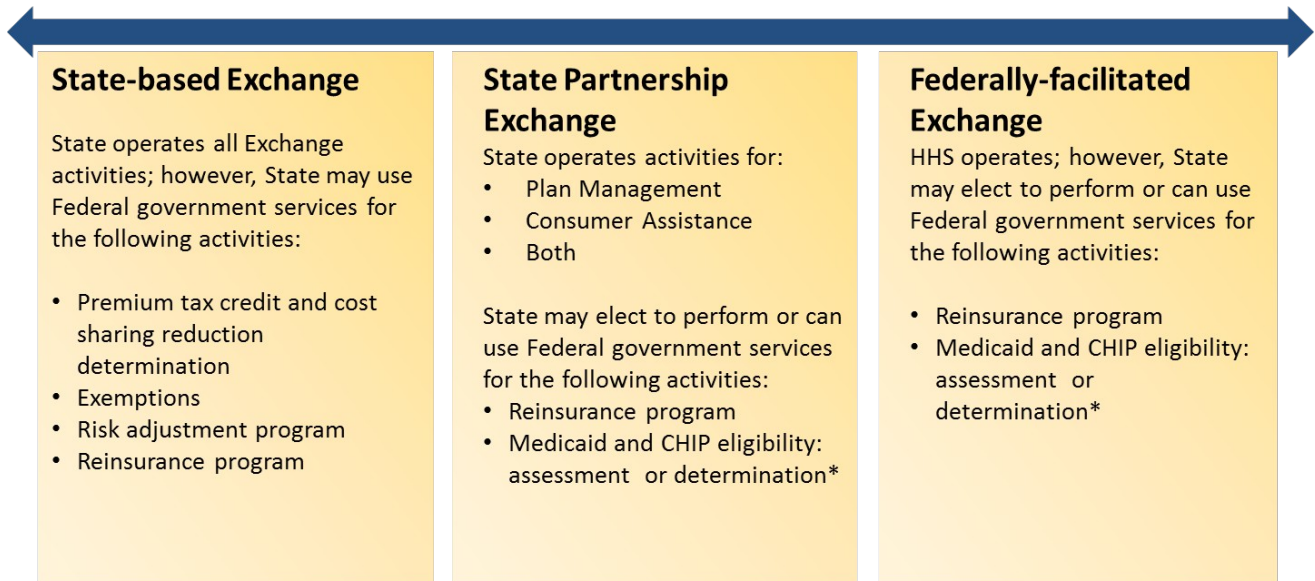 State-based Exchange
State operates all Exchange
activities; however, State may use
Federal government services for
the following activities:
• Premium tax credit and cost
sharing reduction
determination
• Exemptions
• Risk adjustment program
• Reinsurance program
State Partnership
Exchange
State operates activities for:
• Plan Management
• Consumer Assistance
• Both
State may elect to perform or can
use Federal government services
for the following activities:
• Reinsurance program
• Medicaid and CHIP eligibility:
assessment or determination*
Federally-facilitated
Exchange
HHS operates; however, State
may elect to perform or can use
Federal government services for
the following activities:
• Reinsurance program
• Medicaid and CHIP eligibility:
assessment or
determination*